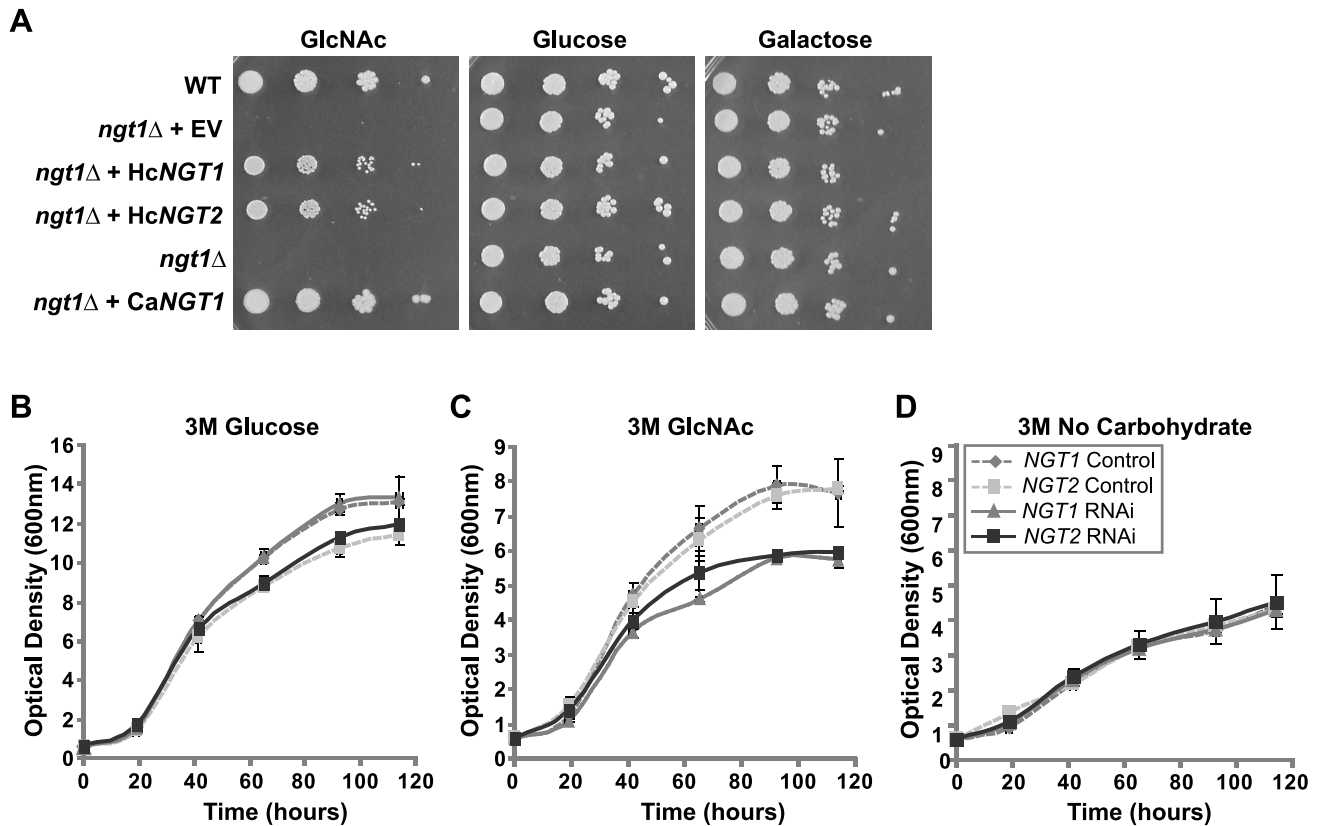 A
GlcNAc Glucose Galactose
WT
ngt1Δ + EV
ngt1Δ + HcNGT1
ngt1Δ + HcNGT2
ngt1Δ
ngt1Δ + CaNGT1
B
3M Glucose
Optical Density (600nm)
16
14
12
10
8
6
4
2
0
0 20 40 60 80 100 120
Time (hours)
C
3M GlcNAc
Optical Density (600nm)
9
8
7
6
5
4
3
2
1
0
0 20 40 60 80 100 120
Time (hours)
D
3M No Carbohydrate
NGT1 Control
NGT2 Control
NGT1 RNAi
NGT2 RNAi
Optical Density (600nm)
9
8
7
6
5
4
3
2
1
0
0 20 40 60 80 100 120
Time (hours)